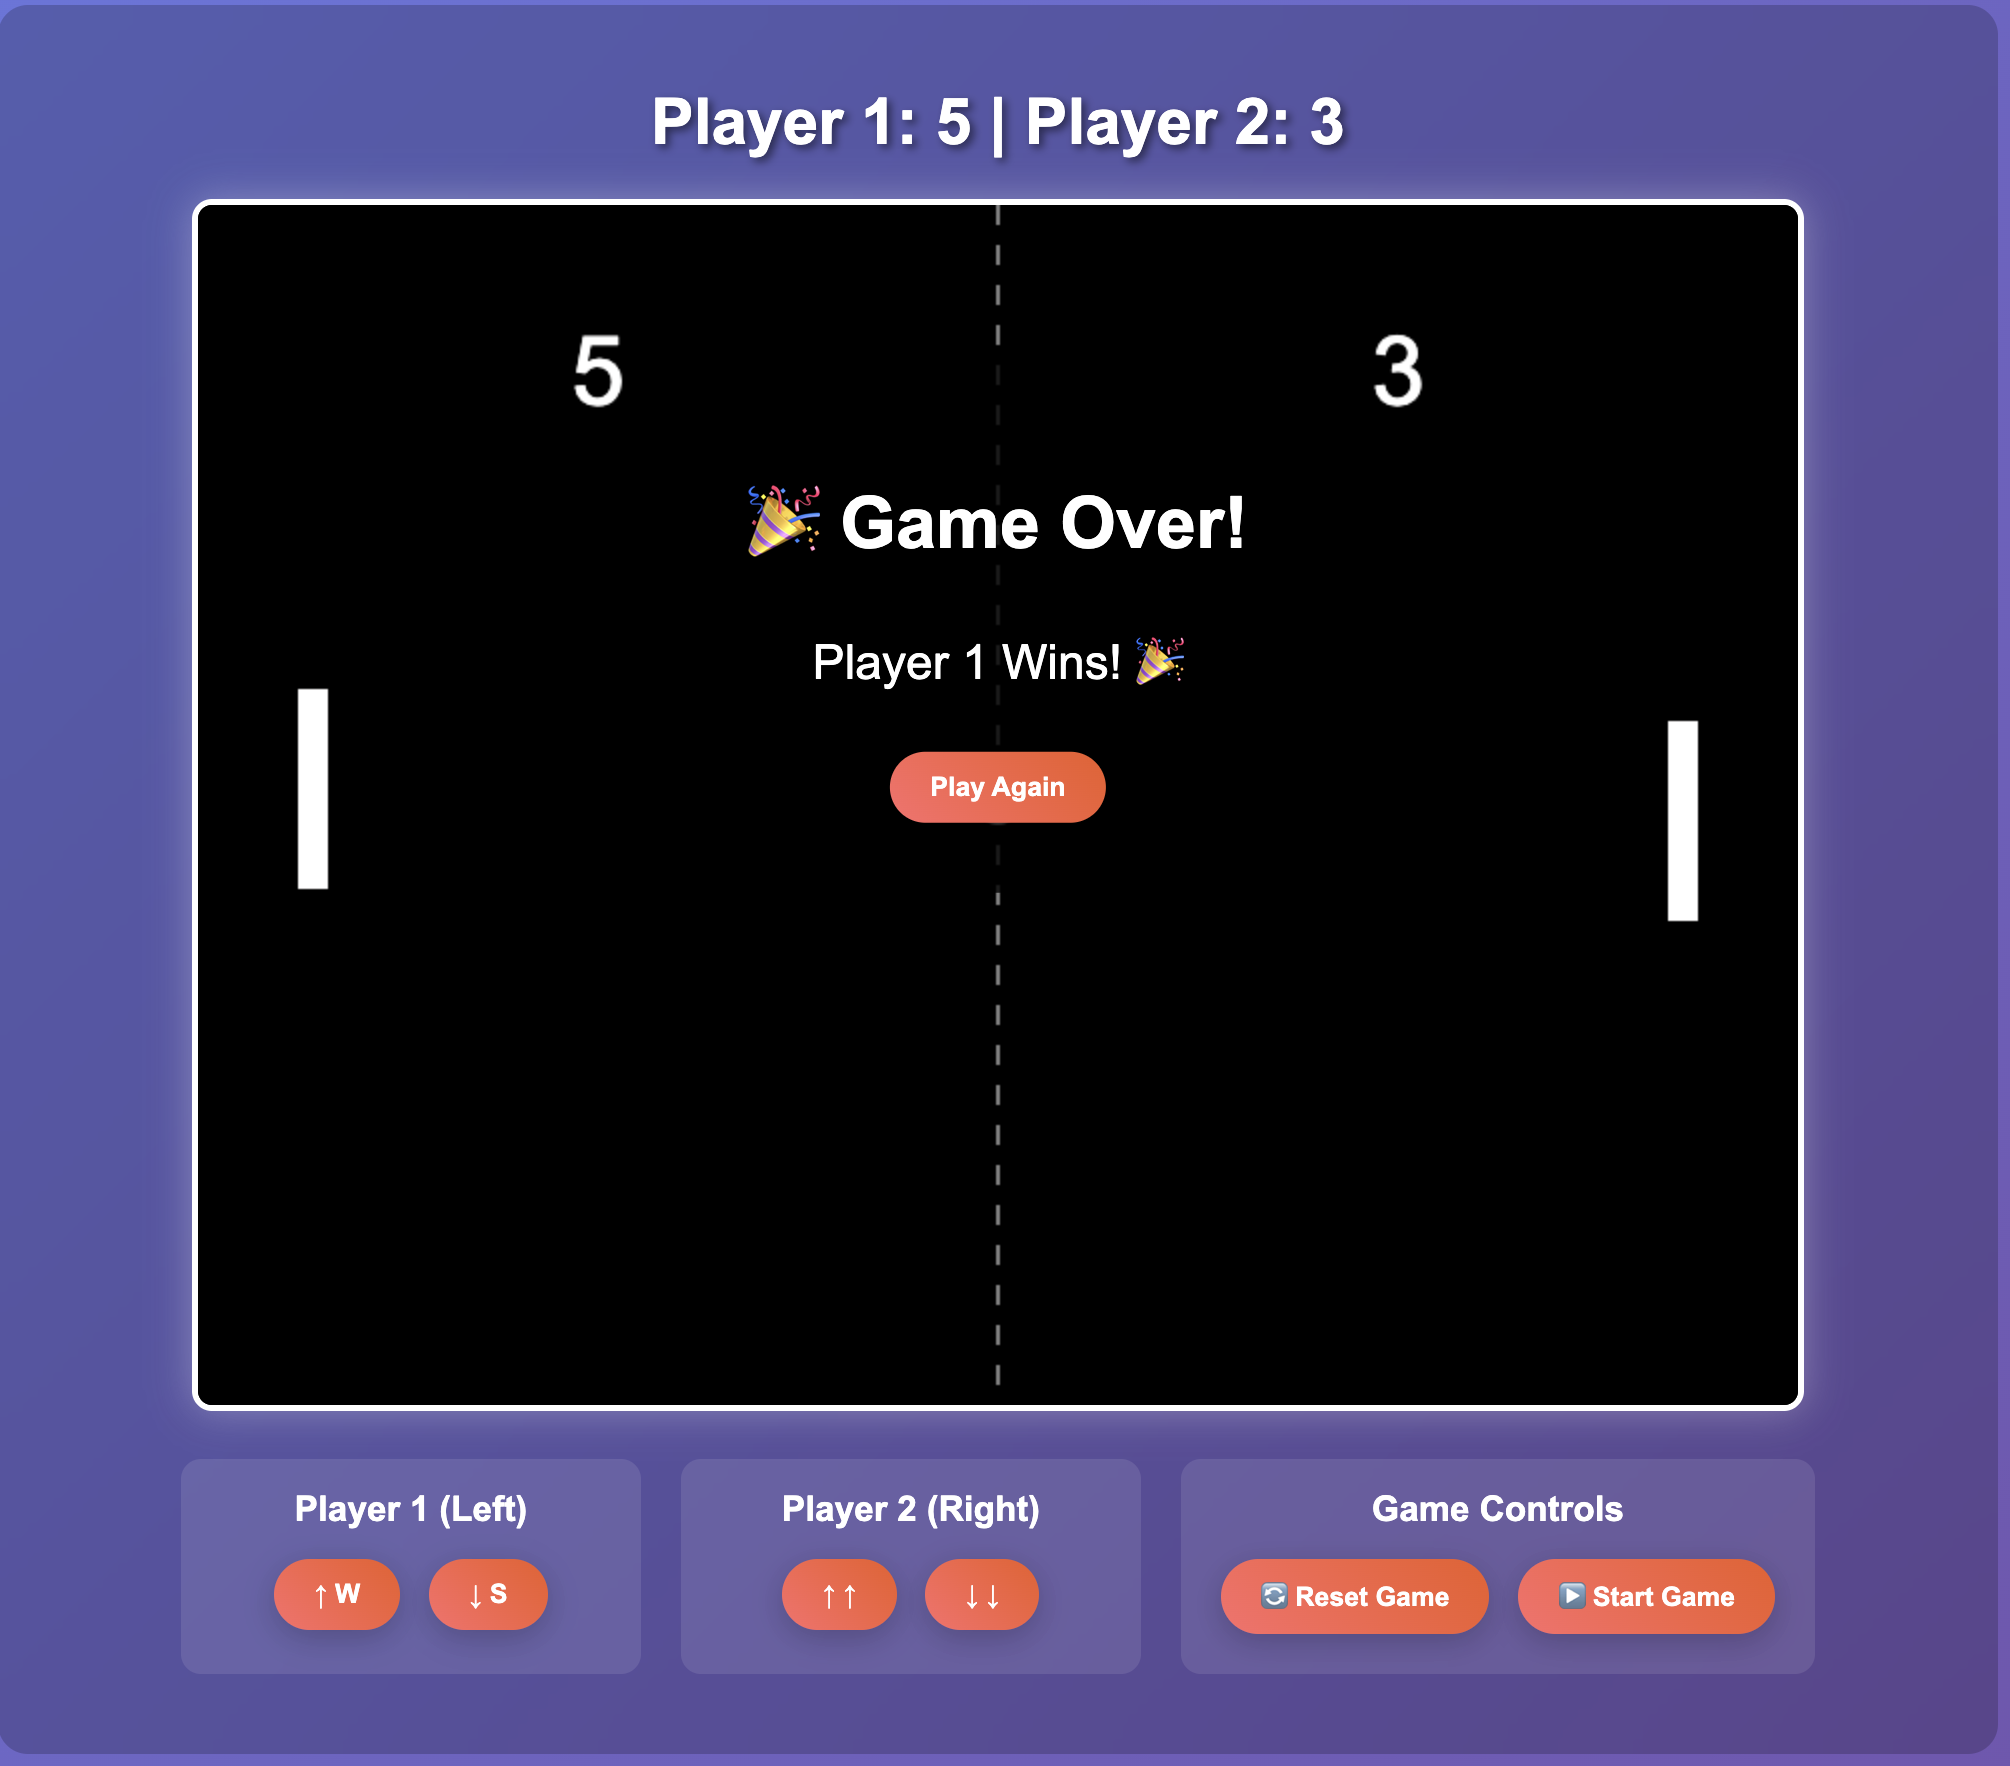 Player 1: 5 | Player 2: 3
5
3
🎉 Game Over!
Player 1 Wins! 🎉
Play Again
Player 1 (Left)
↑ W
↓ S
Player 2 (Right)
↑ ↑
↓ ↓
Game Controls
🔄 Reset Game
▶️ Start Game